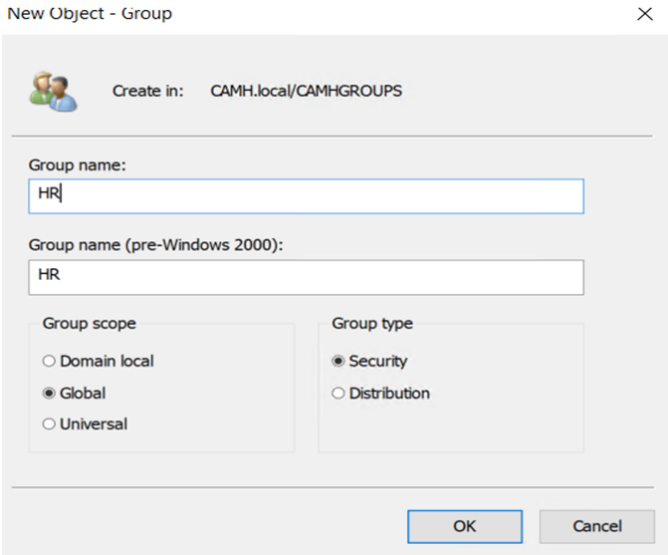 New Object - Group
Create in: CAMH.local/CAMHGROUPS
Group name:
HR
Group name (pre-Windows 2000):
HR
Group scope
Domain local
Global
Universal
Group type
Security
Distribution
OK
Cancel